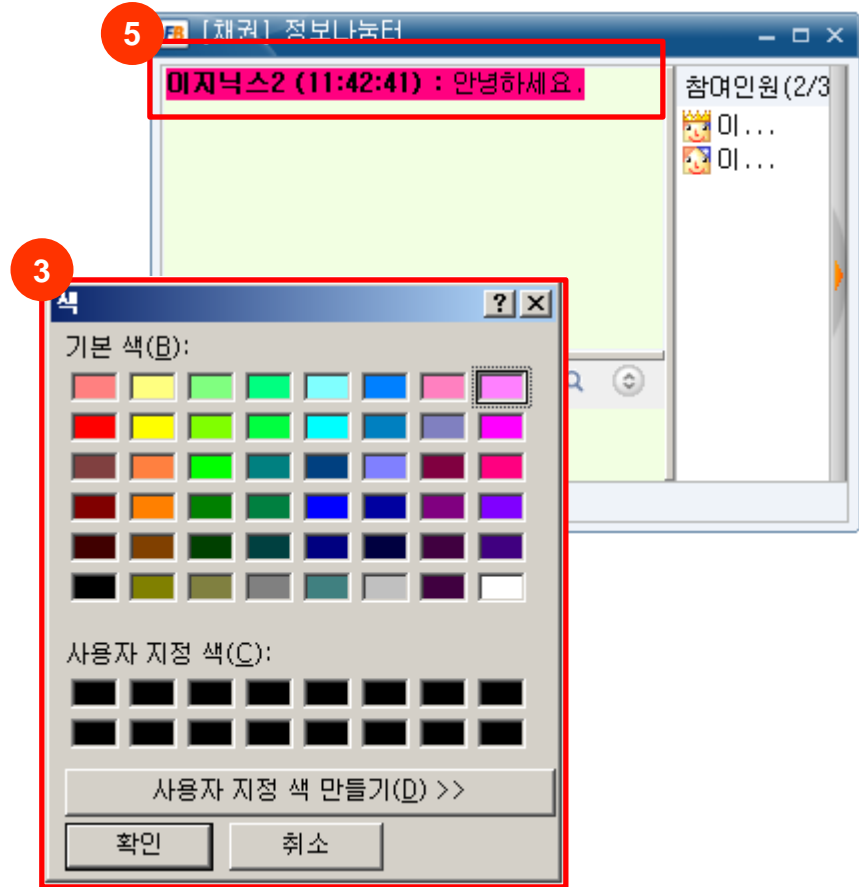 5
FB [채권] 정보나눔터
이지닉스2 (11:42:41) : 안녕하세요.
참여인원(2/3
이...
이...
3
색
기본 색(B):
사용자 지정 색(C):
사용자 지정 색 만들기(D) >>
확인
취소